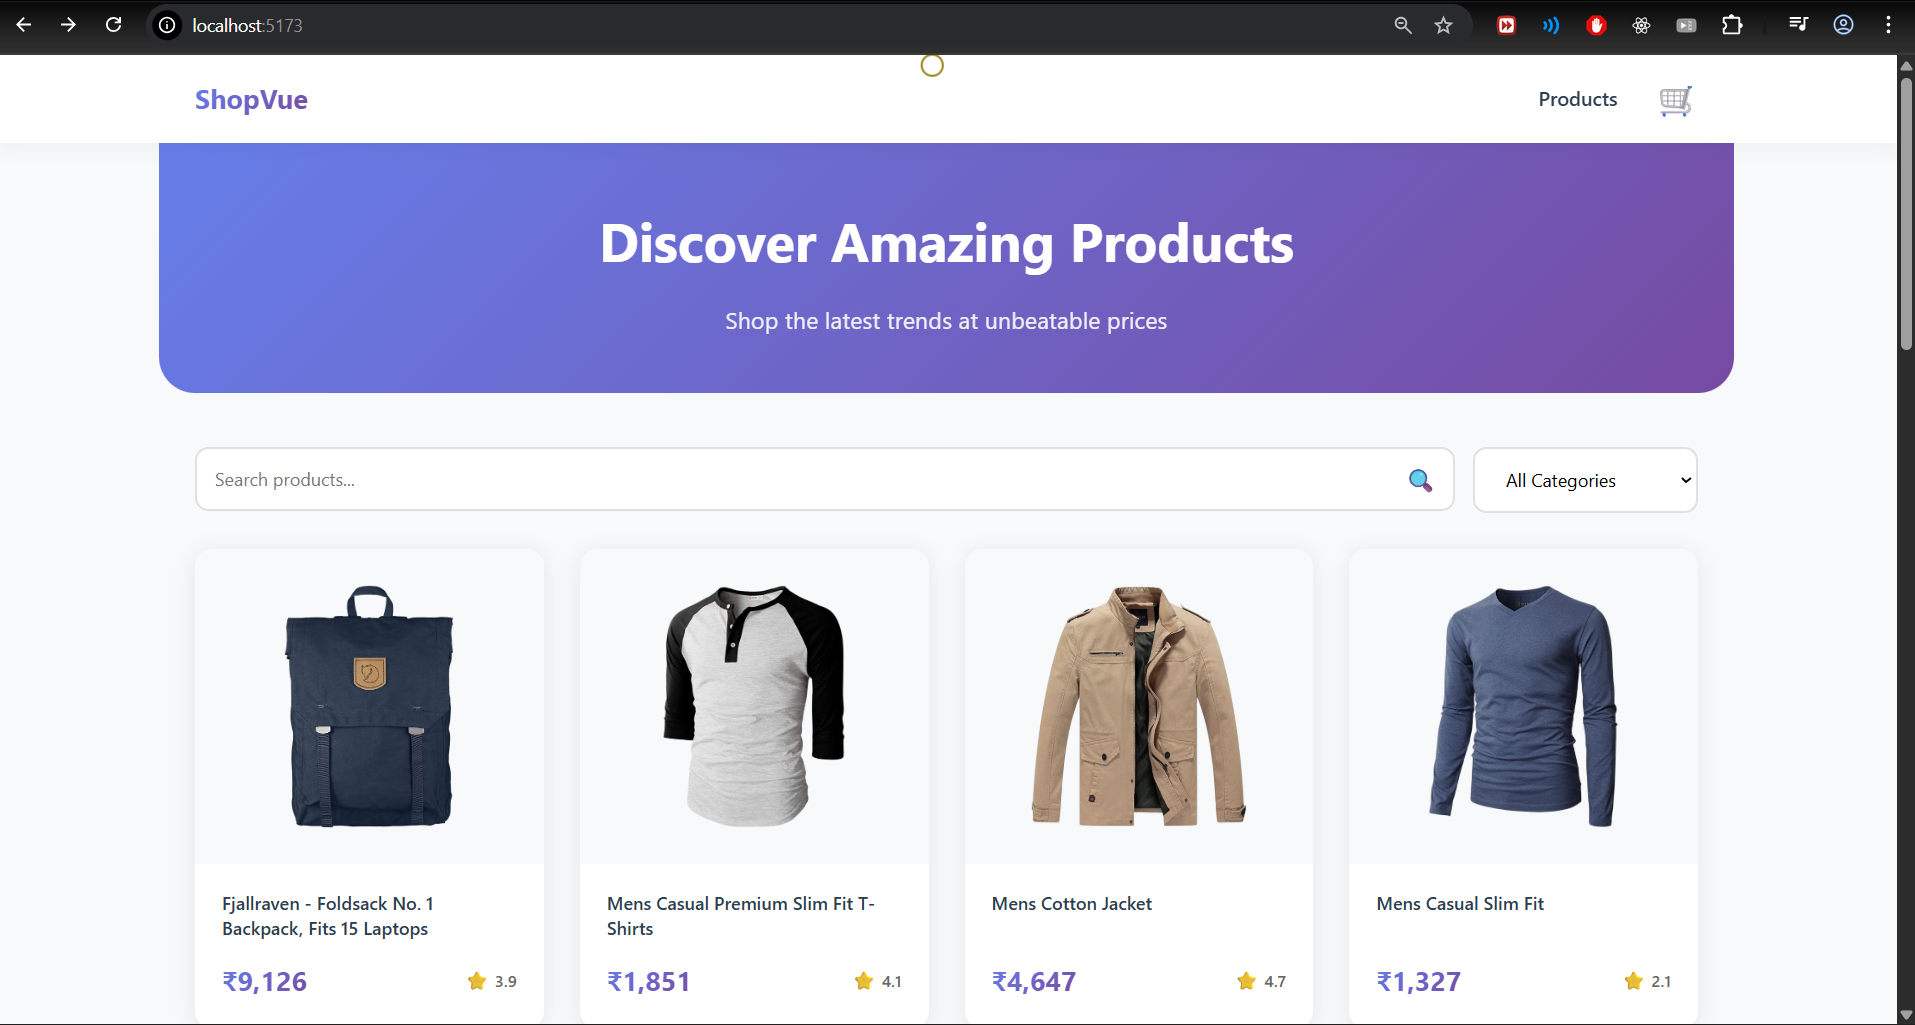 localhost:5173
ShopVue
Products
Discover Amazing Products
Shop the latest trends at unbeatable prices
Search products...
All Categories
Fjallraven - Foldsack No. 1
Backpack, Fits 15 Laptops
₹9,126
3.9
Mens Casual Premium Slim Fit T-
Shirts
₹1,851
4.1
Mens Cotton Jacket
₹4,647
4.7
Mens Casual Slim Fit
₹1,327
2.1